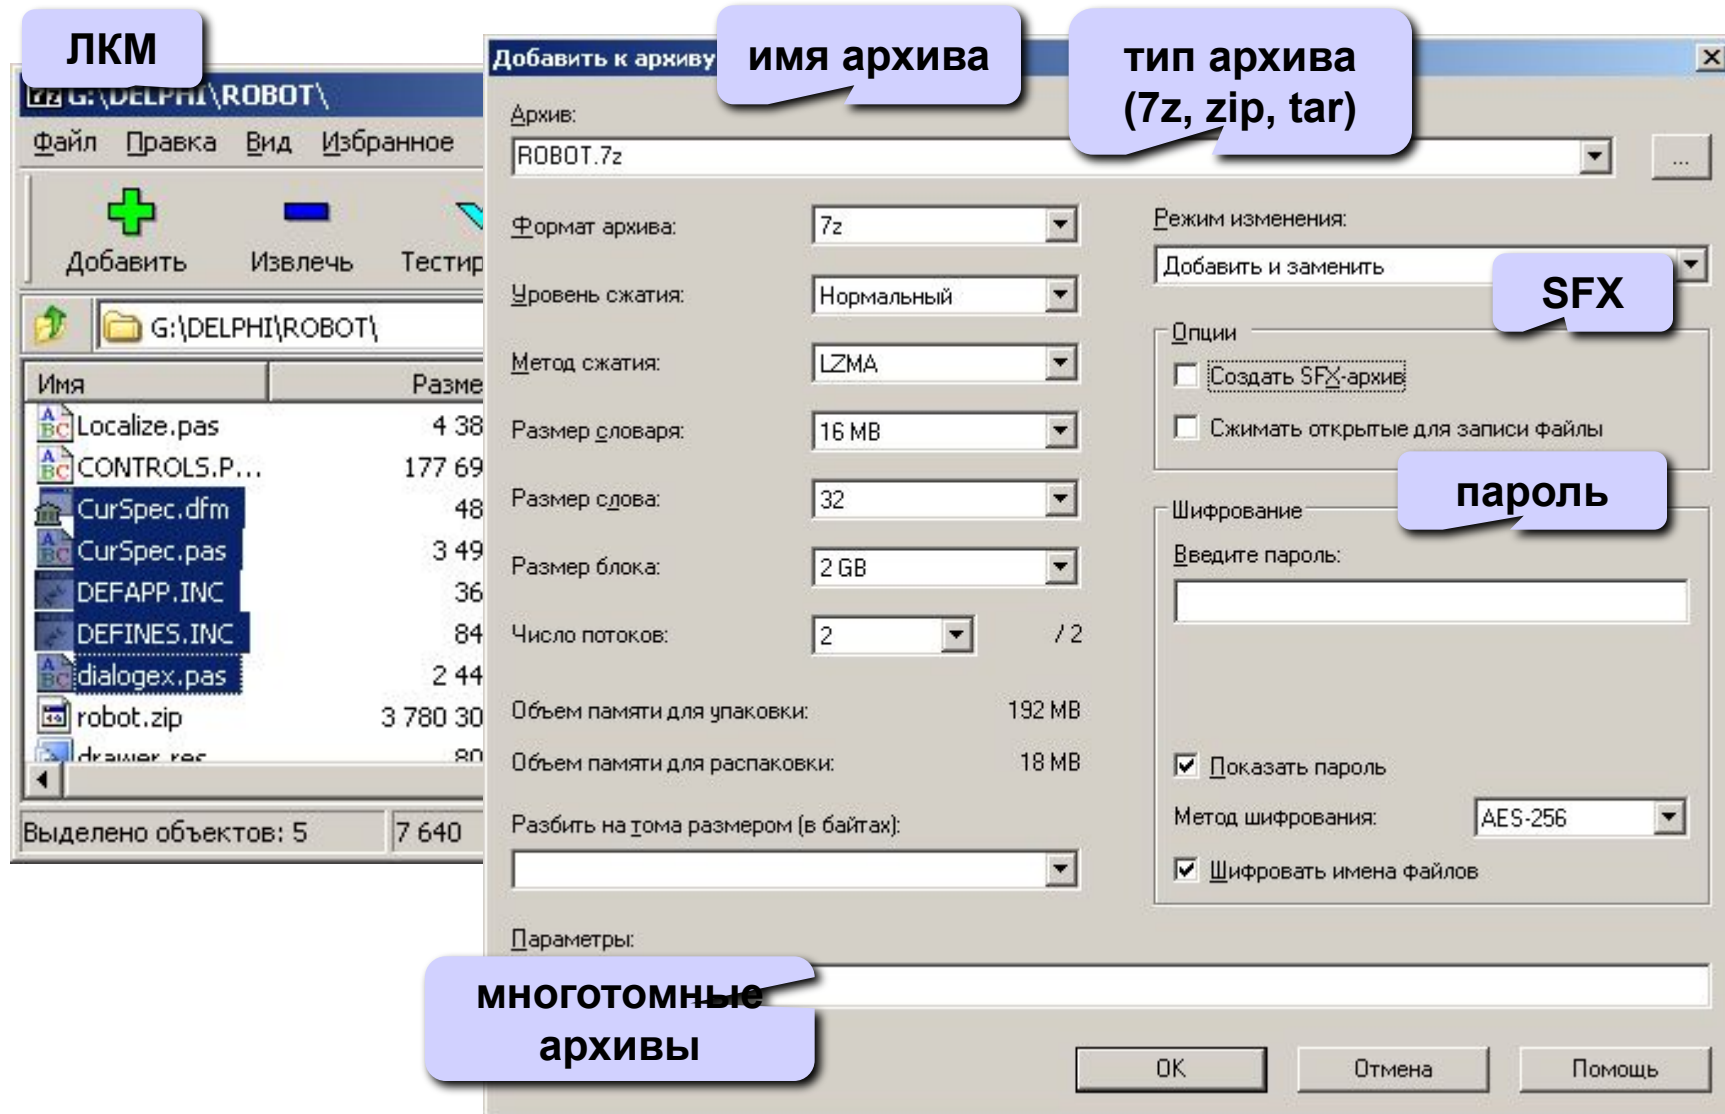 ЛКМ
имя архива
тип архива
(7z, zip, tar)
G:\DELPHI\ROBOT\
Файл Правка Вид Избранное
Добавить Извлечь
G:\DELPHI\ROBOT\
Имя
Localize.pas 4 38
CONTROLS.P... 177 69
CurSpec.dfm 48
CurSpec.pas 3 49
DEFAPP.INC 36
DEFINES.INC 84
dialogex.pas 2 44
robot.zip 3 780 30
drawer.res 80
Выделено объектов: 5 7 640
Добавить к архиву
Архив:
ROBOT.7z ...
Формат архива: 7z
Уровень сжатия: Нормальный
Метод сжатия: LZMA
Размер словаря: 16 MB
Размер слова: 32
Размер блока: 2 GB
Число потоков: 2 / 2
Объем памяти для упаковки: 192 MB
Объем памяти для распаковки: 18 MB
Разбить на тома размером (в байтах):
Параметры:
многотомные
архивы
Режим изменения:
Добавить и заменить
SFX
Опции
Создать SFX-архив
Сжимать открытые для записи файлы
пароль
Шифрование
Введите пароль:
Показать пароль
Метод шифрования: AES-256
Шифровать имена файлов
OK Отмена Помощь